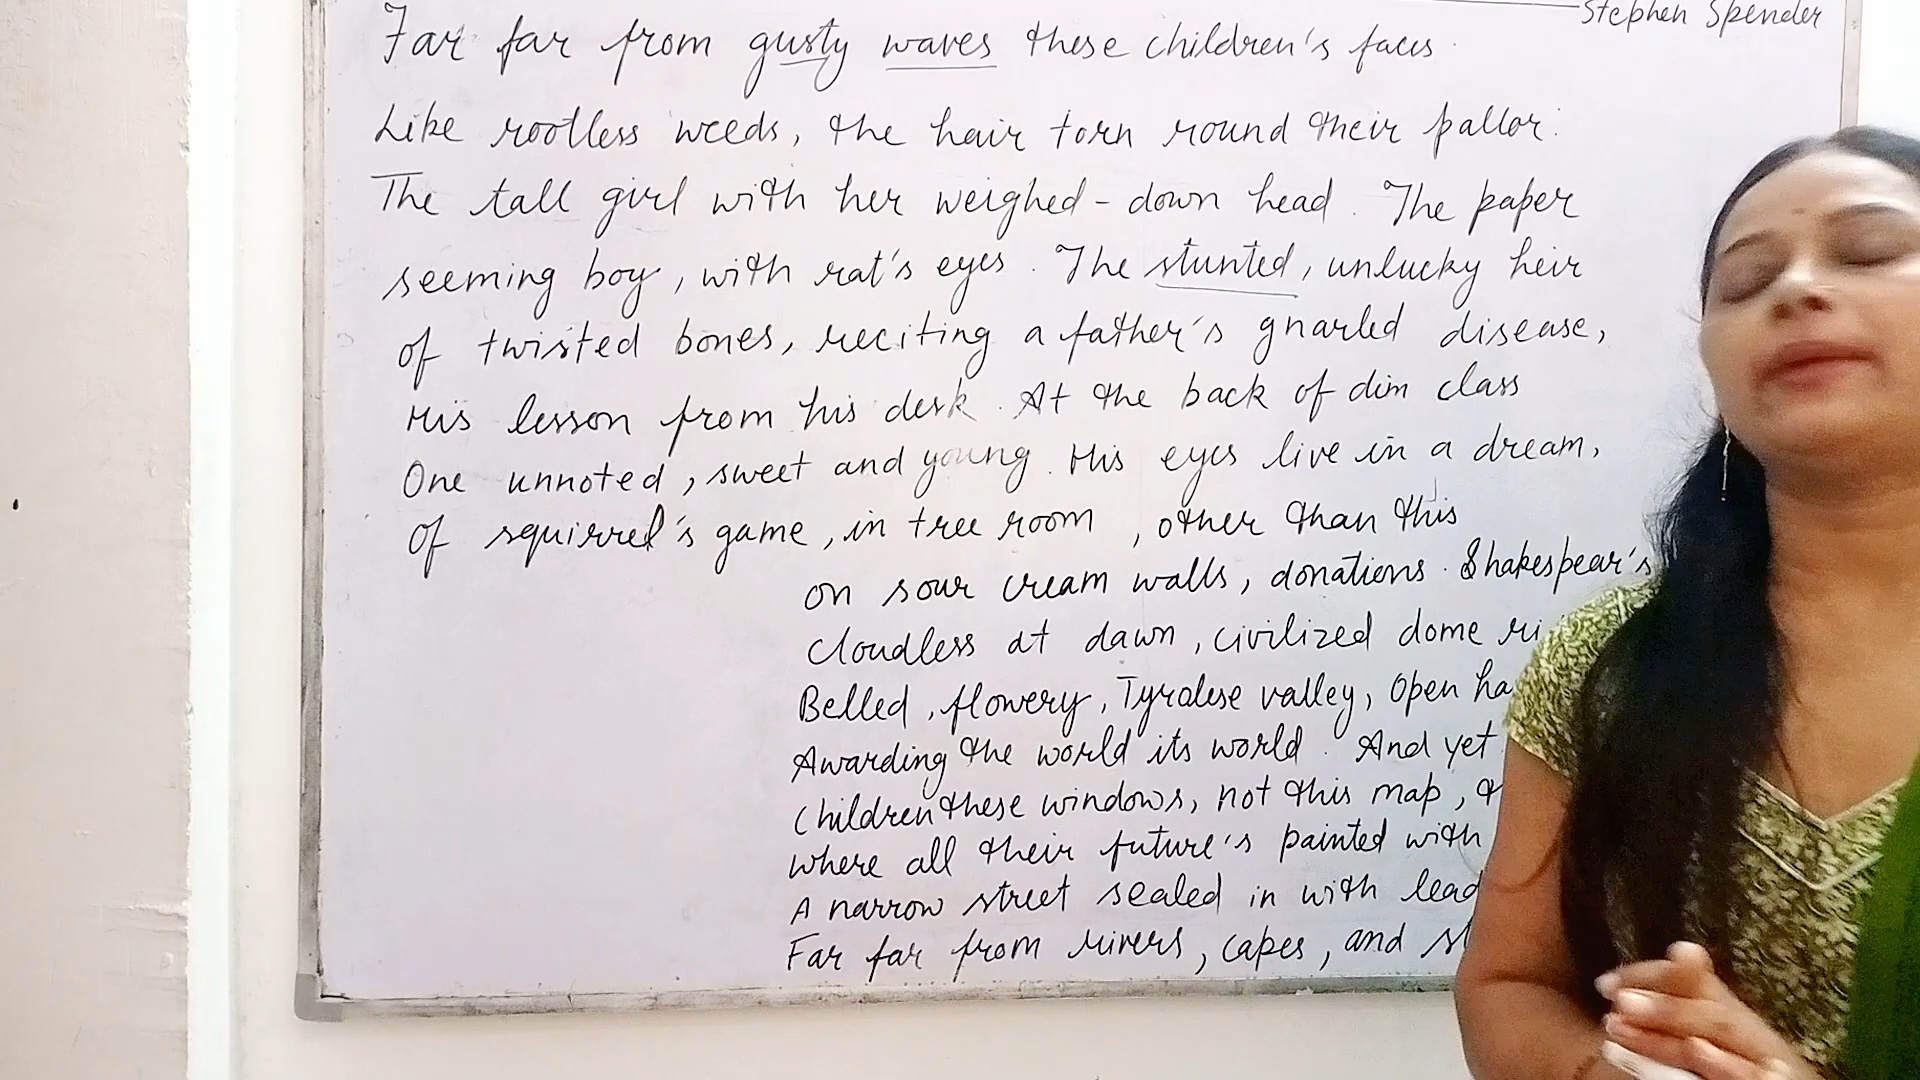 Stephen Spender
Far far from gusty waves these children's faces.
Like rootless weeds, the hair torn round their pallor:
The tall girl with her weighed-down head. The paper
seeming boy, with rat's eyes. The stunted, unlucky heir
of twisted bones, reciting a father's gnarled disease,
His lesson from his desk. At the back of dim class
One unnoted, sweet and young. His eyes live in a dream,
Of squirrel's game, in tree room, other than this
on sour cream walls, donations. Shakespear's
Cloudless at dawn, civilized dome
Belled, flowery, Tyrolese valley, Open
Awarding the world its world. And yet
Children these windows, not this map,
where all their future's painted with
A narrow street sealed in with lead
Far far from rivers, capes, and